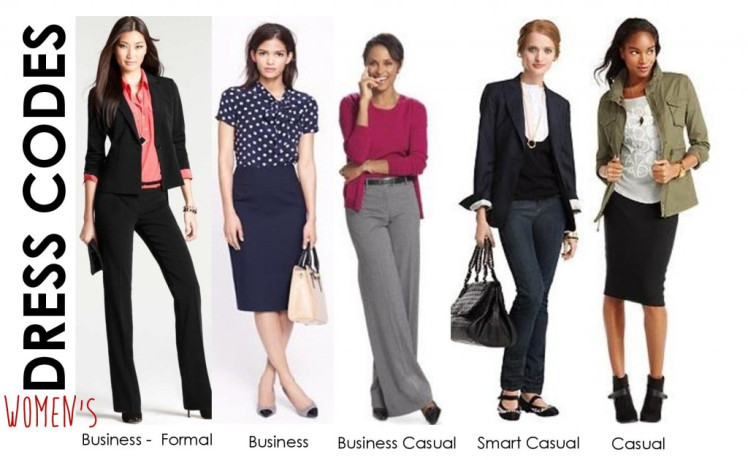 DRESS CODES
WOMEN'S
Business - Formal
Business
Business Casual
Smart Casual
Casual